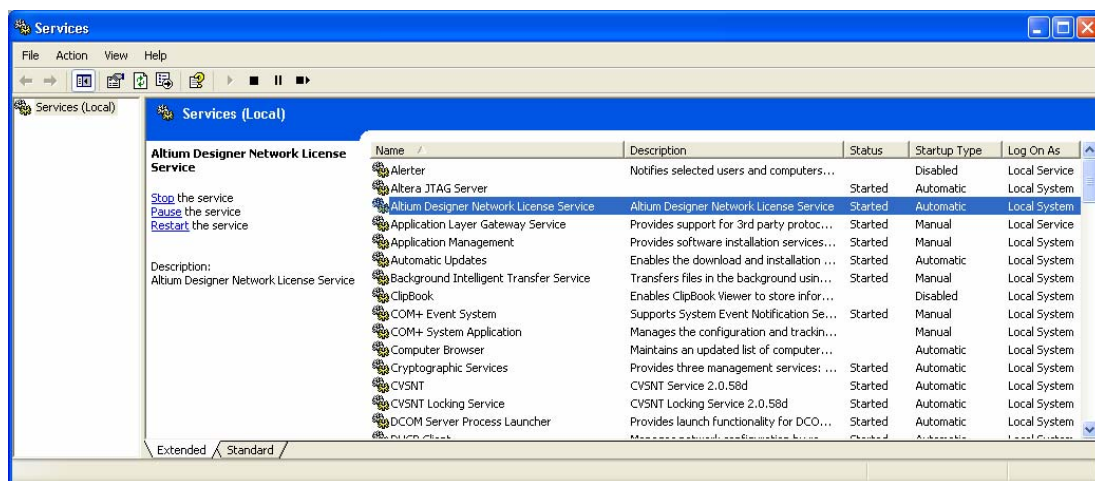 Services
File Action View Help
Services (Local)
Services (Local)
Altium Designer Network License
Service
Stop the service
Pause the service
Restart the service
Description:
Altium Designer Network License Service
Name Description Status Startup Type Log On As
Alerter Notifies selected users and computers... Disabled Local Service
Altera JTAG Server Started Automatic Local System
Altium Designer Network License Service Altium Designer Network License Service Started Automatic Local System
Application Layer Gateway Service Provides support for 3rd party protoc... Started Manual Local Service
Application Management Provides software installation services... Started Manual Local System
Automatic Updates Enables the download and installation ... Started Automatic Local System
Background Intelligent Transfer Service Transfers files in the background usin... Started Manual Local System
ClipBook Enables ClipBook Viewer to store infor... Disabled Local System
COM+ Event System Supports System Event Notification Se... Started Manual Local System
COM+ System Application Manages the configuration and trackin... Manual Local System
Computer Browser Maintains an updated list of computer... Automatic Local System
Cryptographic Services Provides three management services: ... Started Automatic Local System
CVSNT CVSNT Service 2.0.58d Started Automatic Local System
CVSNT Locking Service CVSNT Locking Service 2.0.58d Started Automatic Local System
DCOM Server Process Launcher Provides launch functionality for DCO... Started Automatic Local System
Extended Standard